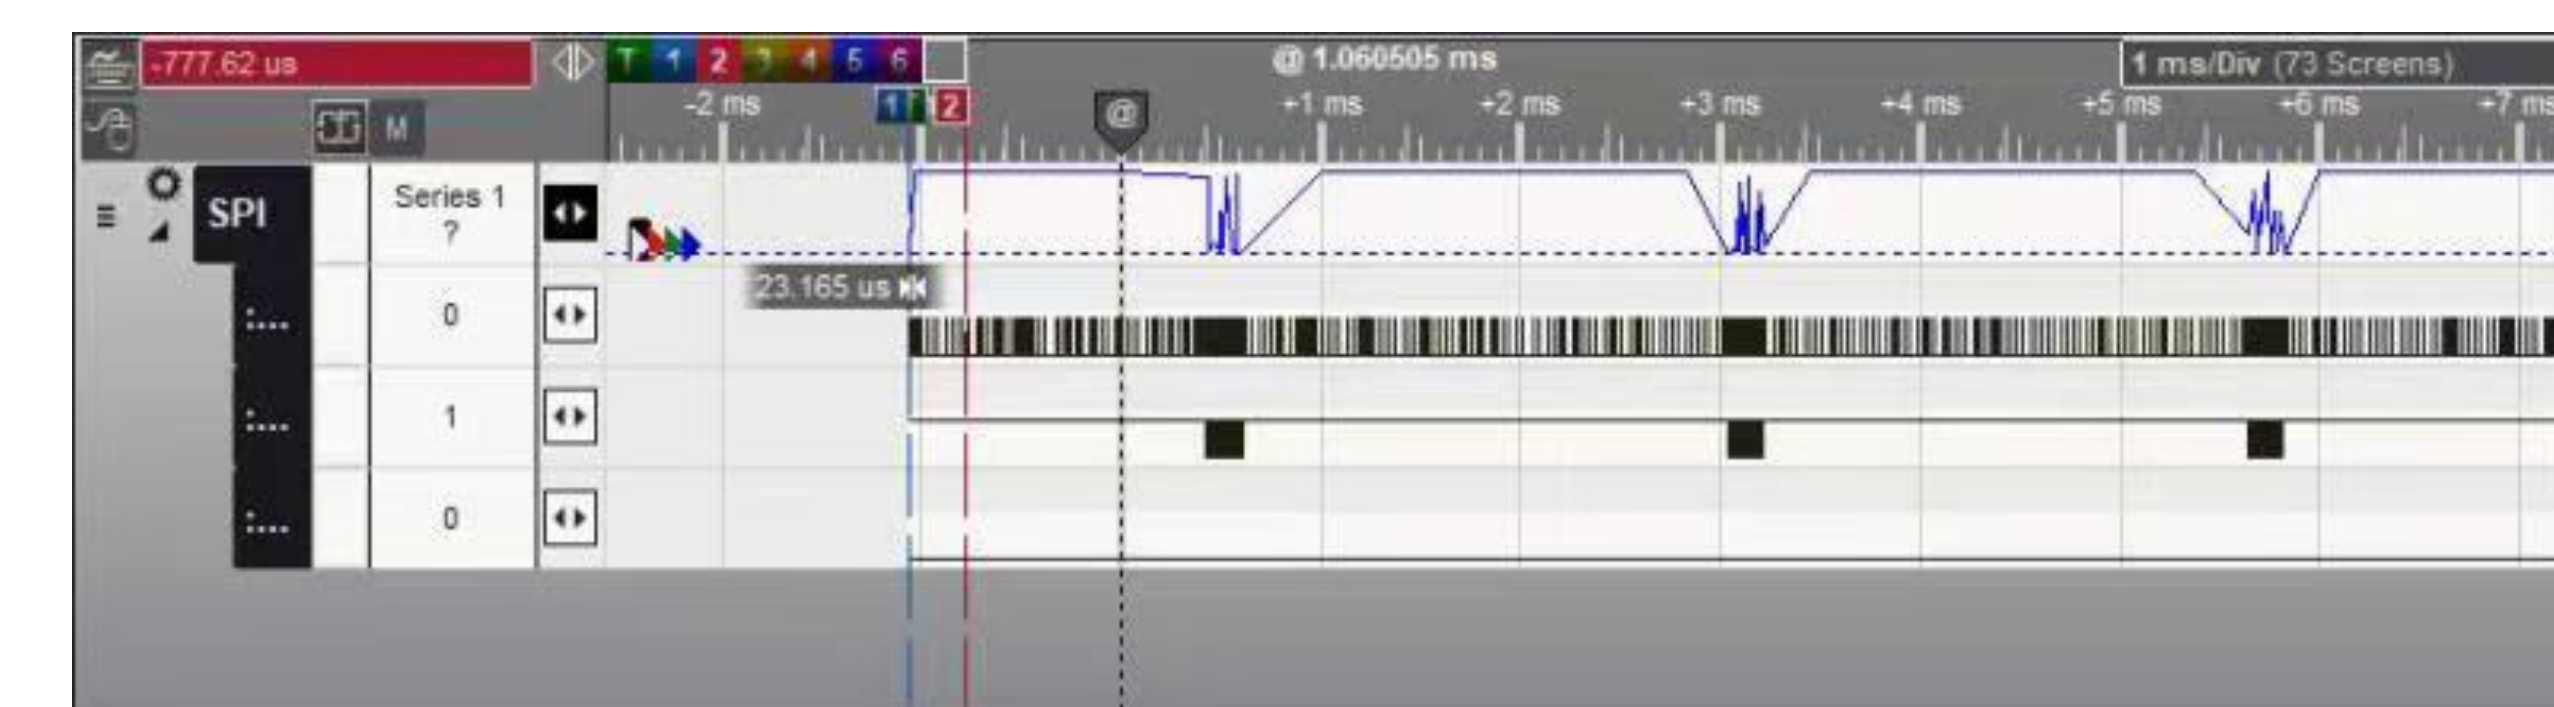 -777.62 us
T 1 2 3 4 5 6
@ 1.060505 ms
1 ms/Div (73 Screens)
-2 ms
1
2
@
+1 ms
+2 ms
+3 ms
+4 ms
+5 ms
+6 ms
+7 ms
M
SPI
Series 1
?
23.165 us
:....
0
:....
1
:....
0